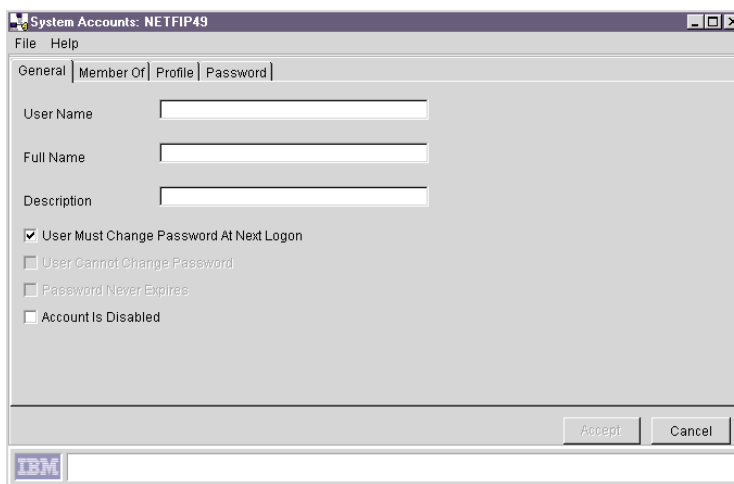 System Accounts: NETFIP49
File Help
General Member Of Profile Password
User Name
Full Name
Description
User Must Change Password At Next Logon
User Cannot Change Password
Password Never Expires
Account Is Disabled
Accept Cancel
IBM